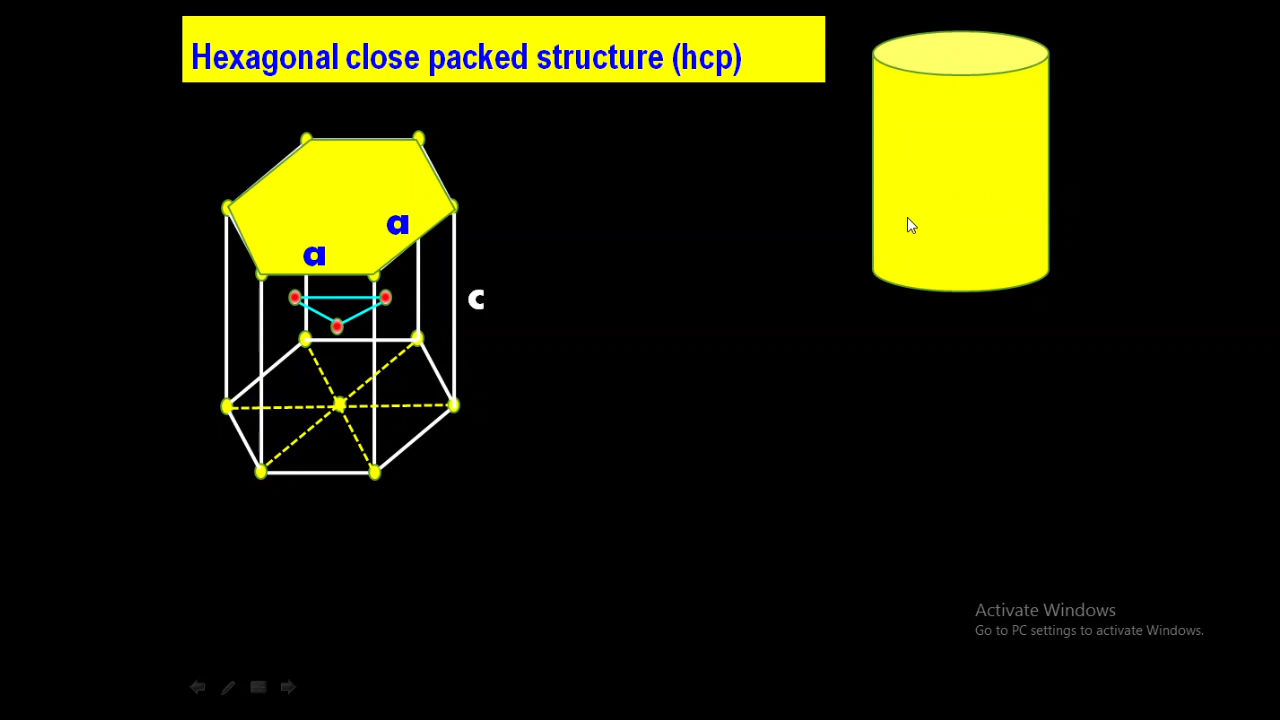 Hexagonal close packed structure (hcp)
a
a
c
Activate Windows
Go to PC settings to activate Windows.